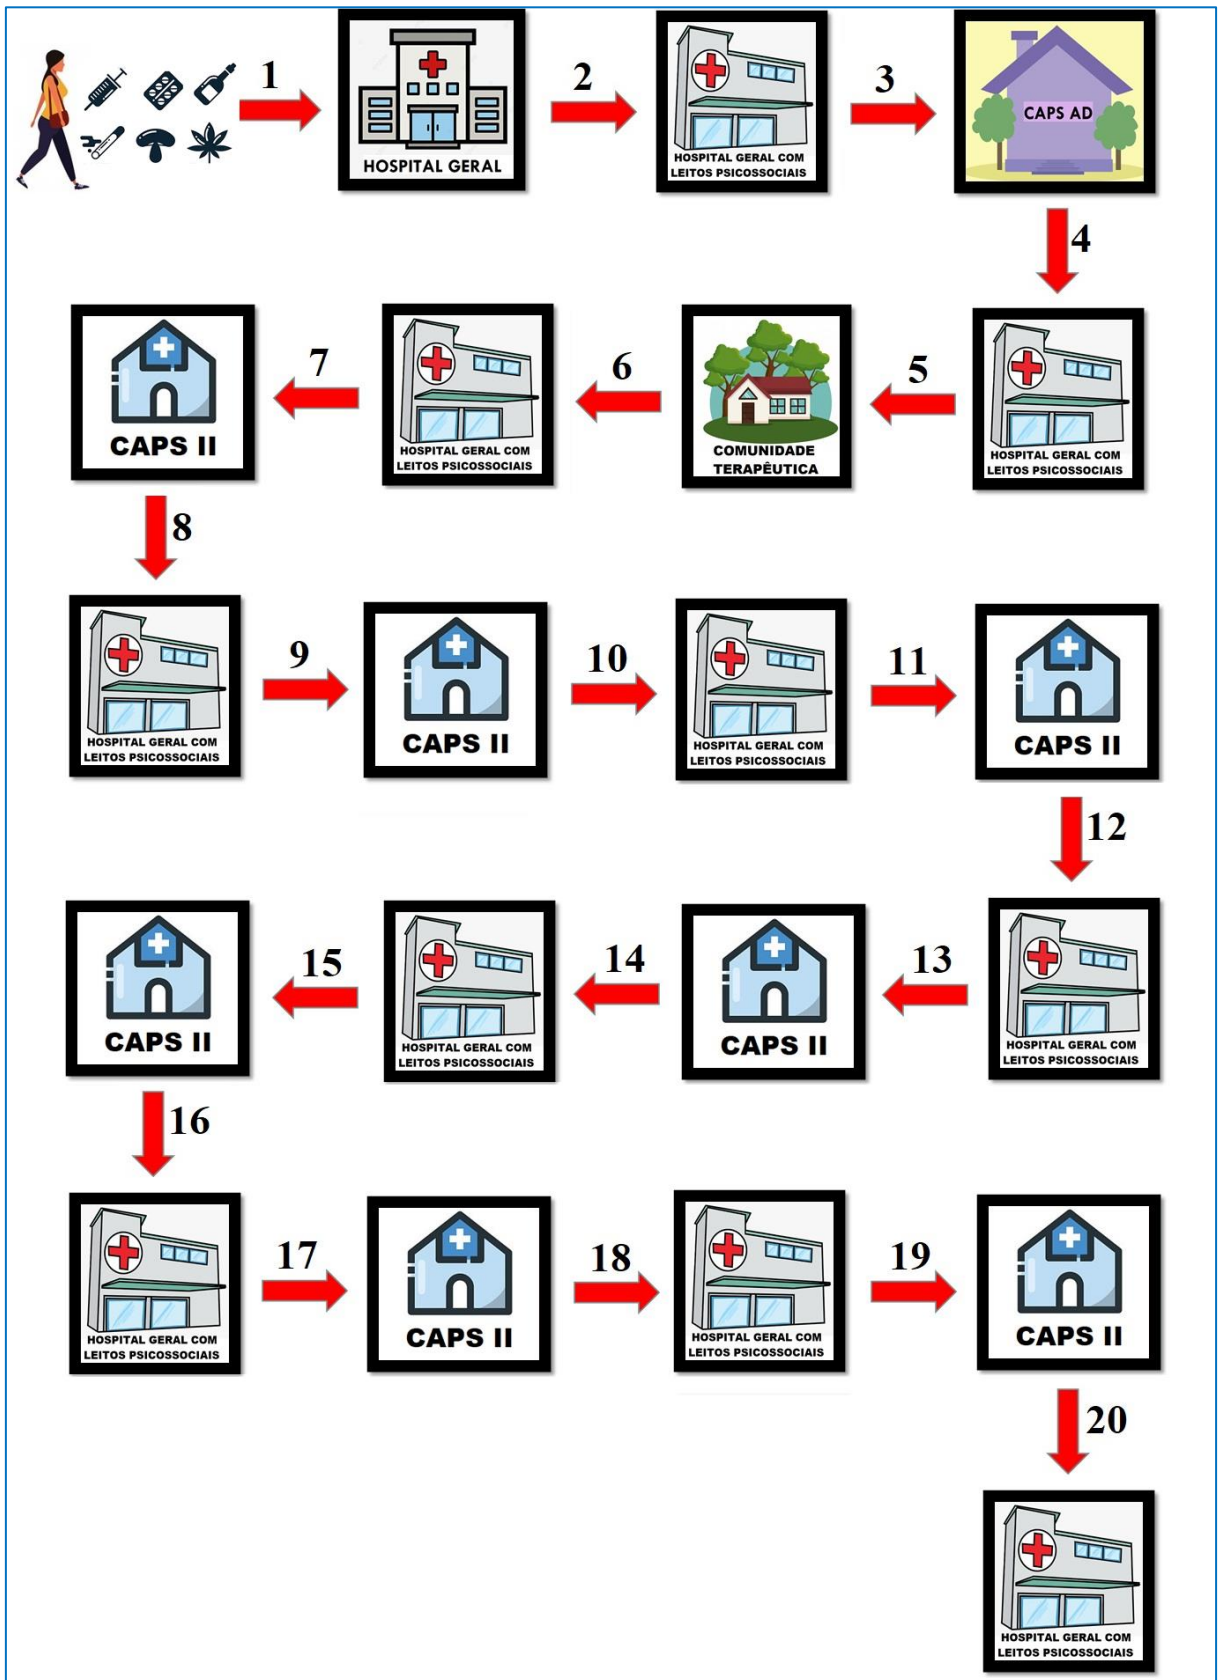 1
HOSPITAL GERAL
2
HOSPITAL GERAL COM
LEITOS PSICOSSOCIAIS
3
CAPS AD
4
HOSPITAL GERAL COM
LEITOS PSICOSSOCIAIS
5
COMUNIDADE
TERAPÊUTICA
6
HOSPITAL GERAL COM
LEITOS PSICOSSOCIAIS
7
CAPS II
8
HOSPITAL GERAL COM
LEITOS PSICOSSOCIAIS
9
CAPS II
10
HOSPITAL GERAL COM
LEITOS PSICOSSOCIAIS
11
CAPS II
12
HOSPITAL GERAL COM
LEITOS PSICOSSOCIAIS
13
CAPS II
14
HOSPITAL GERAL COM
LEITOS PSICOSSOCIAIS
15
CAPS II
16
HOSPITAL GERAL COM
LEITOS PSICOSSOCIAIS
17
CAPS II
18
HOSPITAL GERAL COM
LEITOS PSICOSSOCIAIS
19
CAPS II
20
HOSPITAL GERAL COM
LEITOS PSICOSSOCIAIS